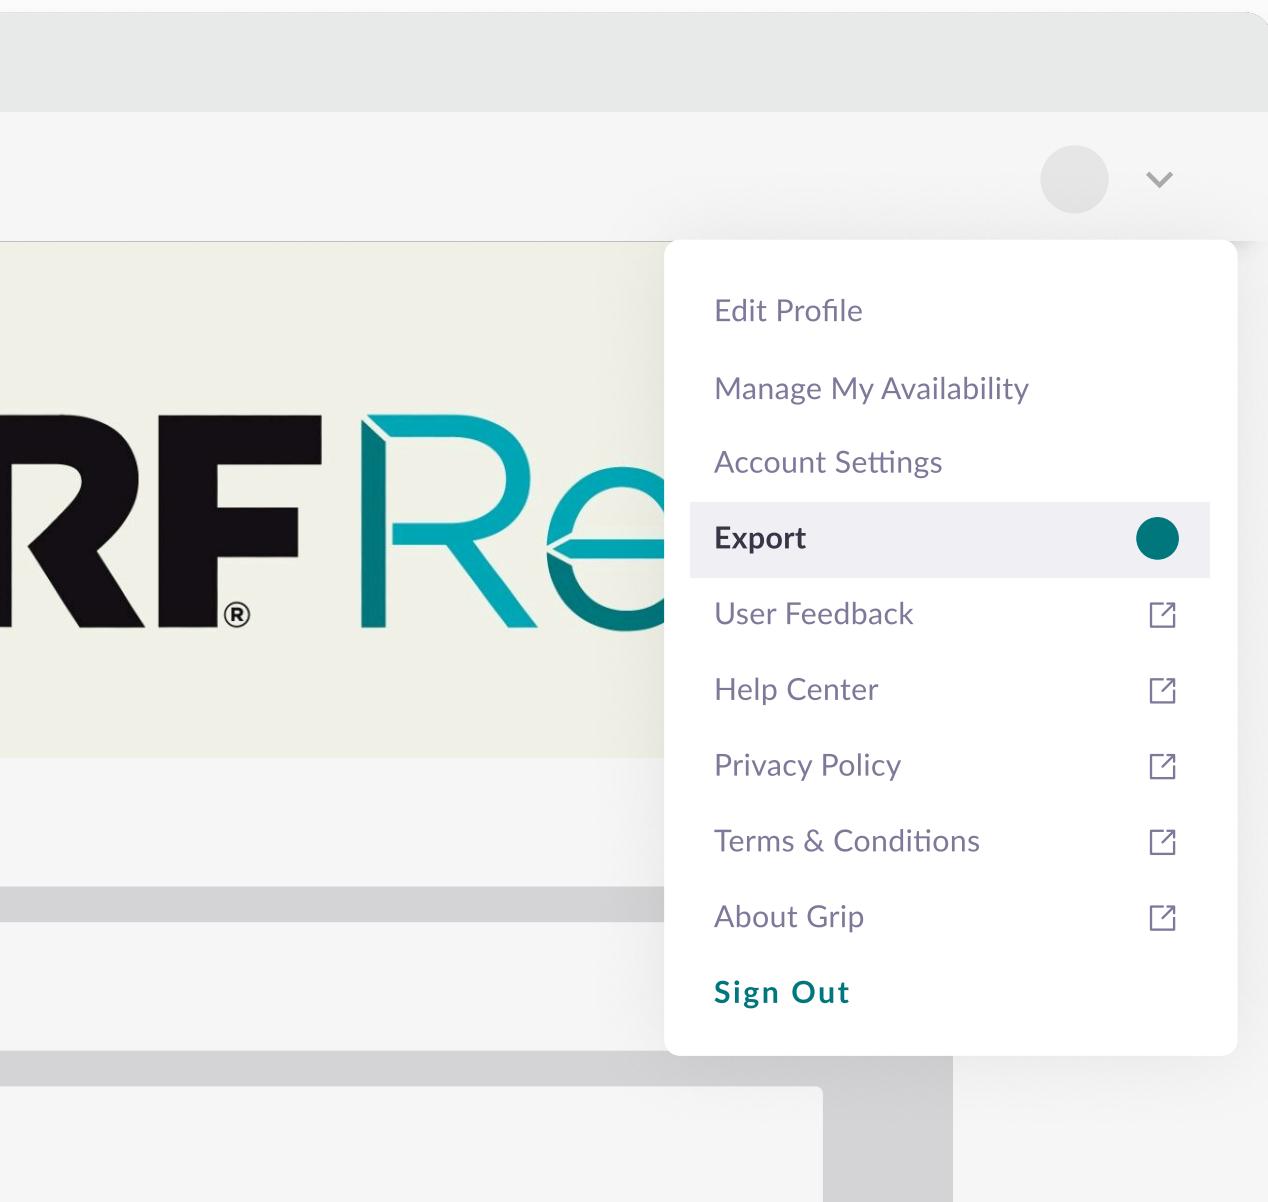 RF® Re
Edit Profile
Manage My Availability
Account Settings
Export
User Feedback
Help Center
Privacy Policy
Terms & Conditions
About Grip
Sign Out